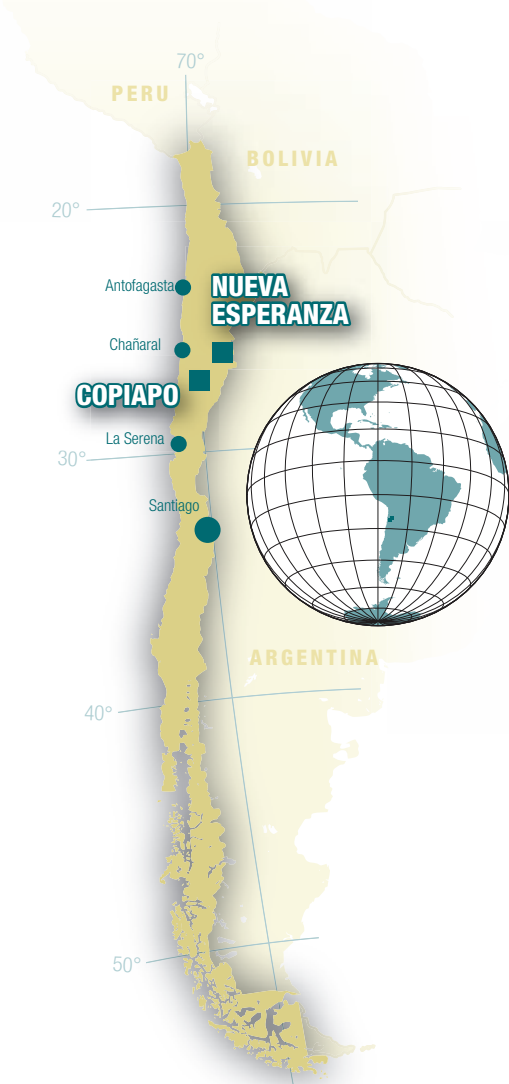 70°
PERU
BOLIVIA
20°
Antofagasta
NUEVA
ESPERANZA
Chañaral
COPIAPO
La Serena
30°
Santiago
ARGENTINA
40°
50°